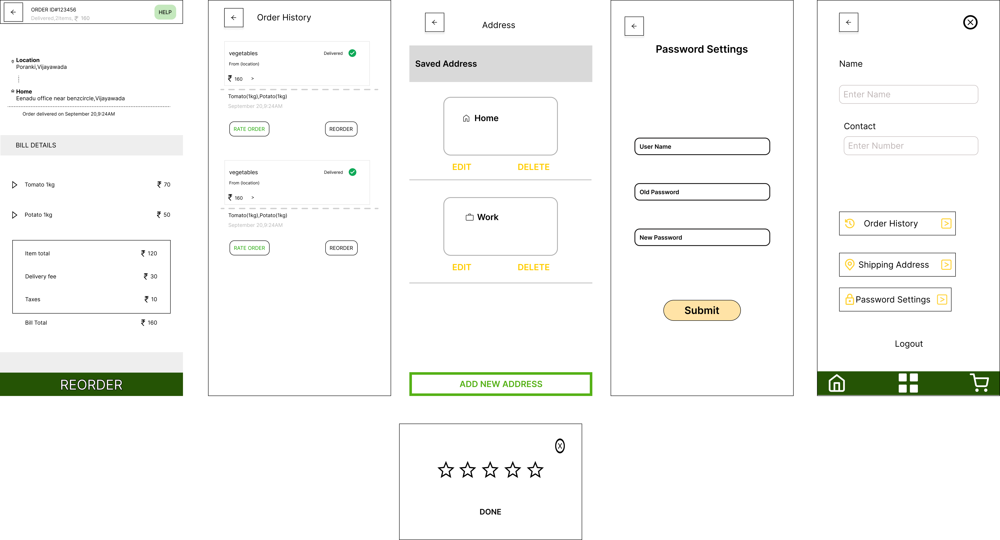 ORDER ID#123456
Delivered,2Items, ₹ 160
HELP
Location
Poranki,Vijayawada
Home
Eenadu office near benzcircle,Vijayawada
Order delivered on September 20,9:24AM
BILL DETAILS
Tomato 1kg ₹ 70
Potato 1kg ₹ 50
Item total ₹ 120
Delivery fee ₹ 30
Taxes ₹ 10
Bill Total ₹ 160
REORDER
Order History
vegetables Delivered
From (location)
₹ 160 >
Tomato(1kg),Potato(1kg)
September 20,9:24AM
RATE ORDER REORDER
vegetables Delivered
From (location)
₹ 160 >
Tomato(1kg),Potato(1kg)
September 20,9:24AM
RATE ORDER REORDER
Address
Saved Address
Home
EDIT DELETE
Work
EDIT DELETE
ADD NEW ADDRESS
Password Settings
User Name
Old Password
New Password
Submit
Name
Enter Name
Contact
Enter Number
Order History >
Shipping Address >
Password Settings >
Logout
X
DONE